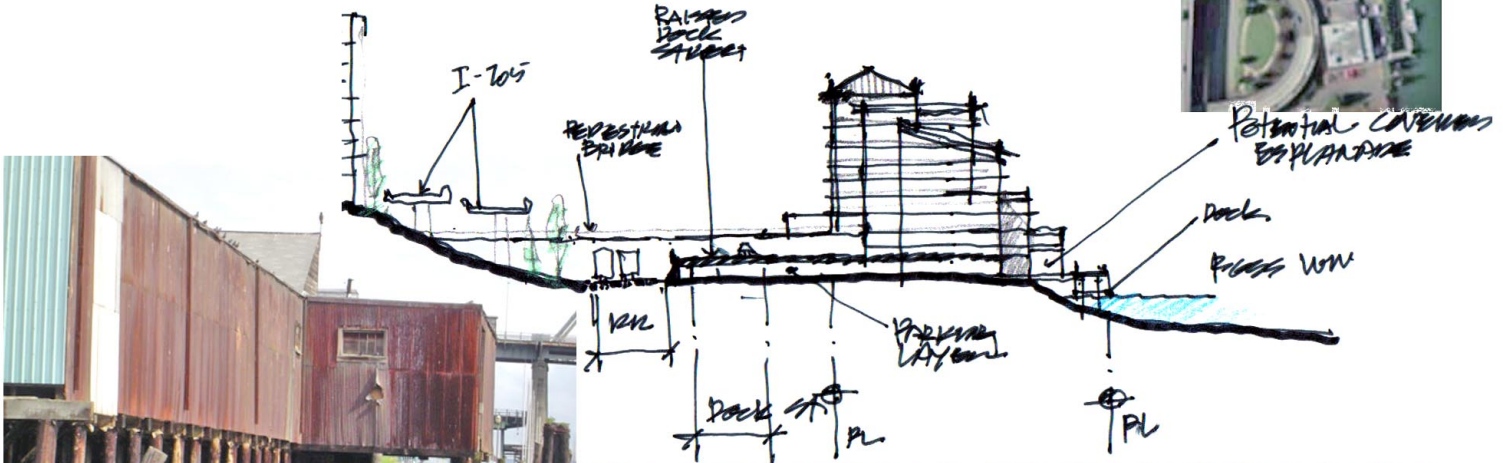 RAISED
DOCK
STREET
I-705
PEDESTRIAN
BRIDGE
POTENTIAL COVERED
ESPLANADE
DOCK
RR
PARKING
LAYER
DOCK ST
PL
PL